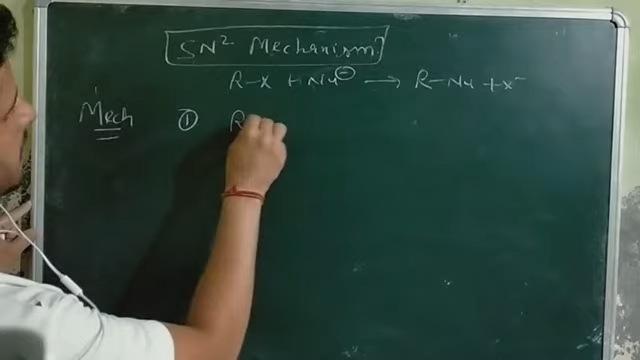 SN² Mechanism
R-X + Nu⊖ → R-Nu + X⁻
Mech ① R